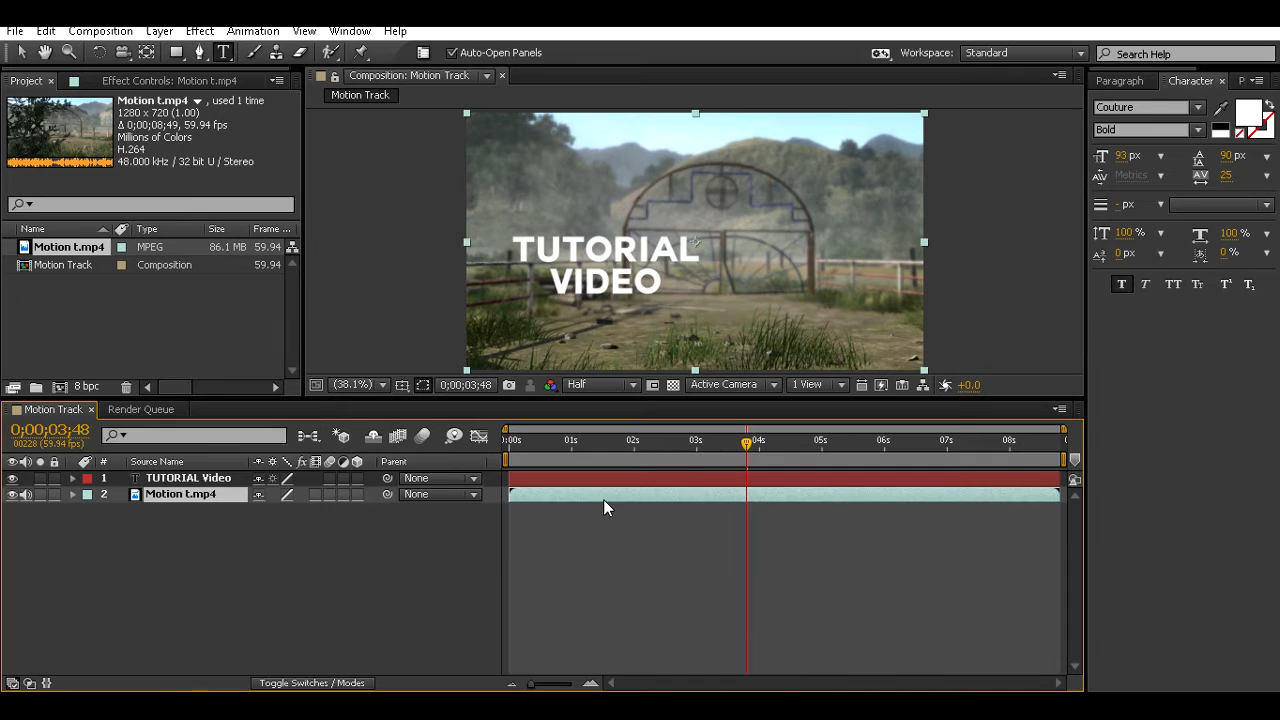 File Edit Composition Layer Effect Animation View Window Help
Auto-Open Panels
Workspace: Standard
Search Help
Project
Effect Controls: Motion t.mp4
Motion t.mp4 , used 1 time
1280 x 720 (1.00)
Δ 0;00;08;49, 59.94 fps
Millions of Colors
H.264
48.000 kHz / 32 bit U / Stereo
Name Type Size Frame
Motion t.mp4 MPEG 86.1 MB 59.94
Motion Track Composition 59.94
8 bpc
Composition: Motion Track
Motion Track
TUTORIAL
VIDEO
(38.1%) 0;00;03;48 Half Active Camera 1 View +0.0
Paragraph Character P
Couture
Bold
93 px 90 px
Metrics 25
- px
100 % 100 %
0 px 0 %
T T TT Tr T¹ T₁
Motion Track Render Queue
0;00;03;48
00228 (59.94 fps)
# Source Name fx Parent
1 T TUTORIAL Video None
2 Motion t.mp4 None
):00s 01s 02s 03s 04s 05s 06s 07s 08s
Toggle Switches / Modes